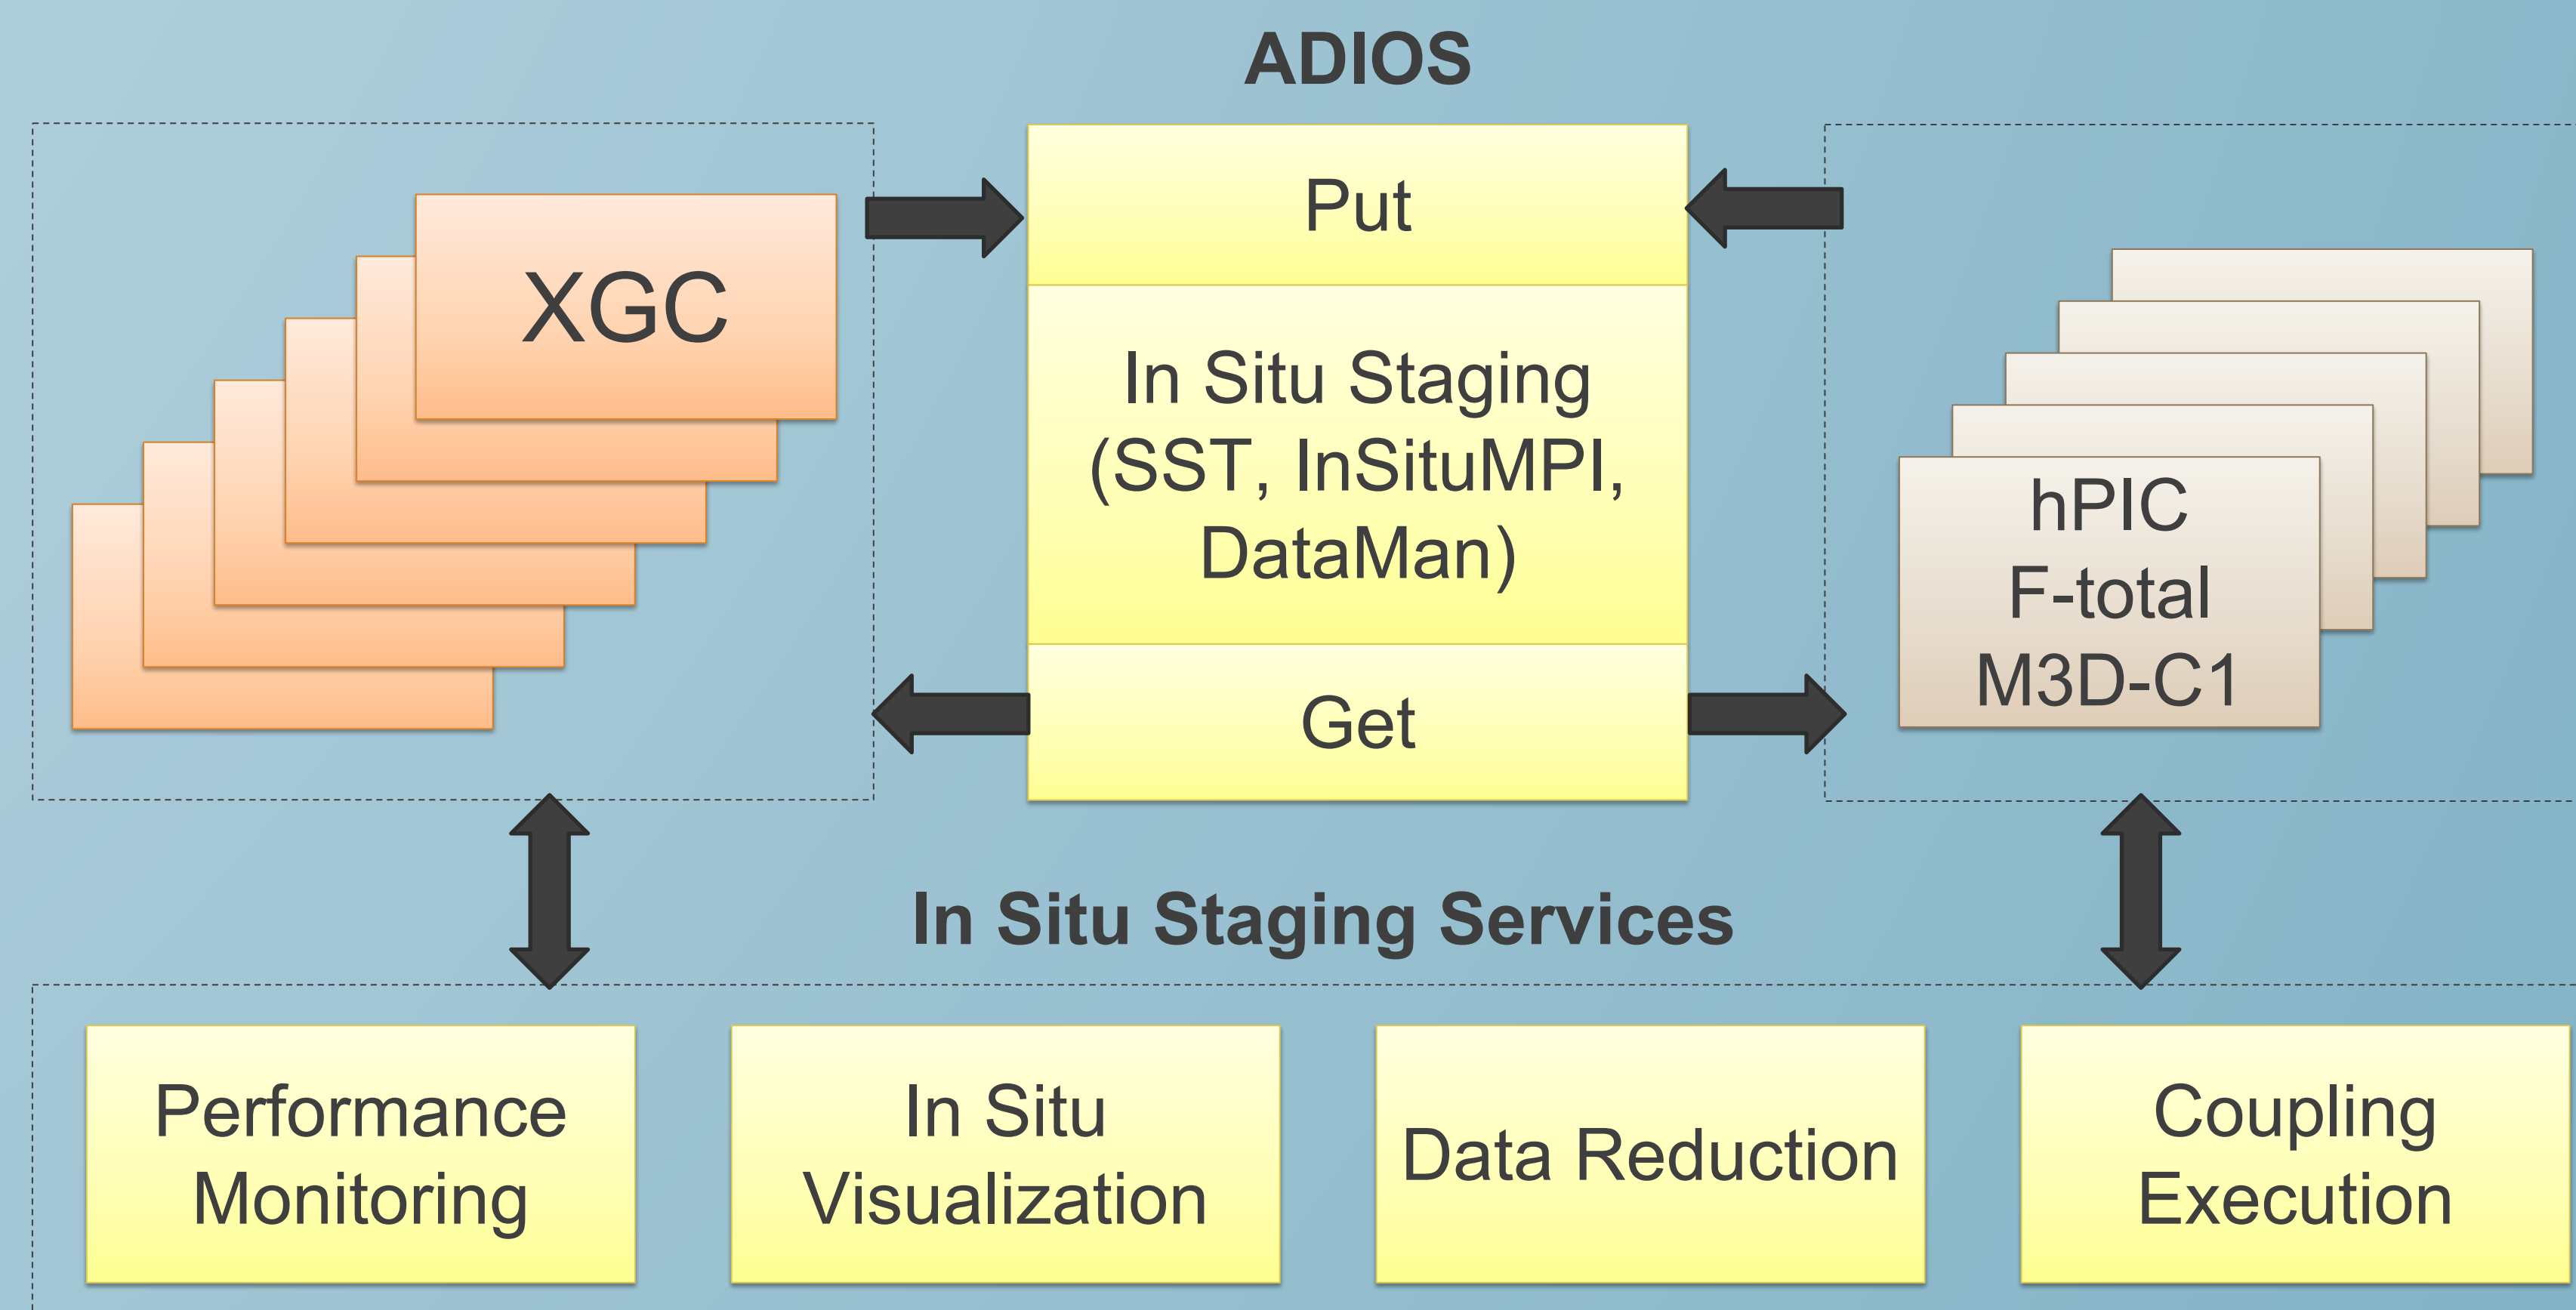 ADIOS
XGC
Put
In Situ Staging
(SST, InSituMPI,
DataMan)
Get
hPIC
F-total
M3D-C1
In Situ Staging Services
Performance
Monitoring
In Situ
Visualization
Data Reduction
Coupling
Execution